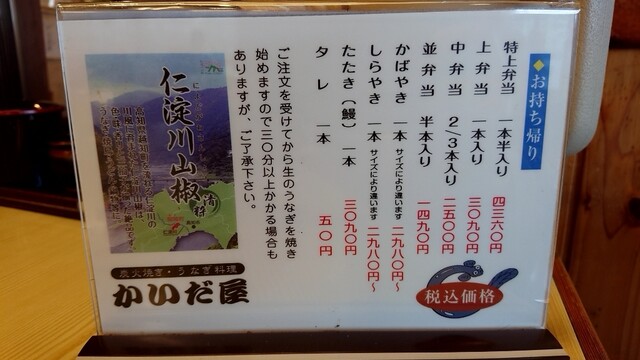 お持ち帰り
特上弁当 一本半入り 四三六〇円
上弁当 一本入り 三〇九〇円
中弁当 2/3本入り 二五〇〇円
並弁当 半本入り 一四九〇円
かばやき 一本 サイズにより違います 二九八〇円～
しらやき 一本 サイズにより違います 二九八〇円～
たたき(鰻) 一本 三〇九〇円
タレ 一本 五〇円
税込価格
ご注文を受けてから生のうなぎを焼き
始めますので三〇分以上かかる場合も
ありますが、ご了承下さい。
仁淀川山椒
清鮮
炭火焼き・うなぎ料理
かいだ屋